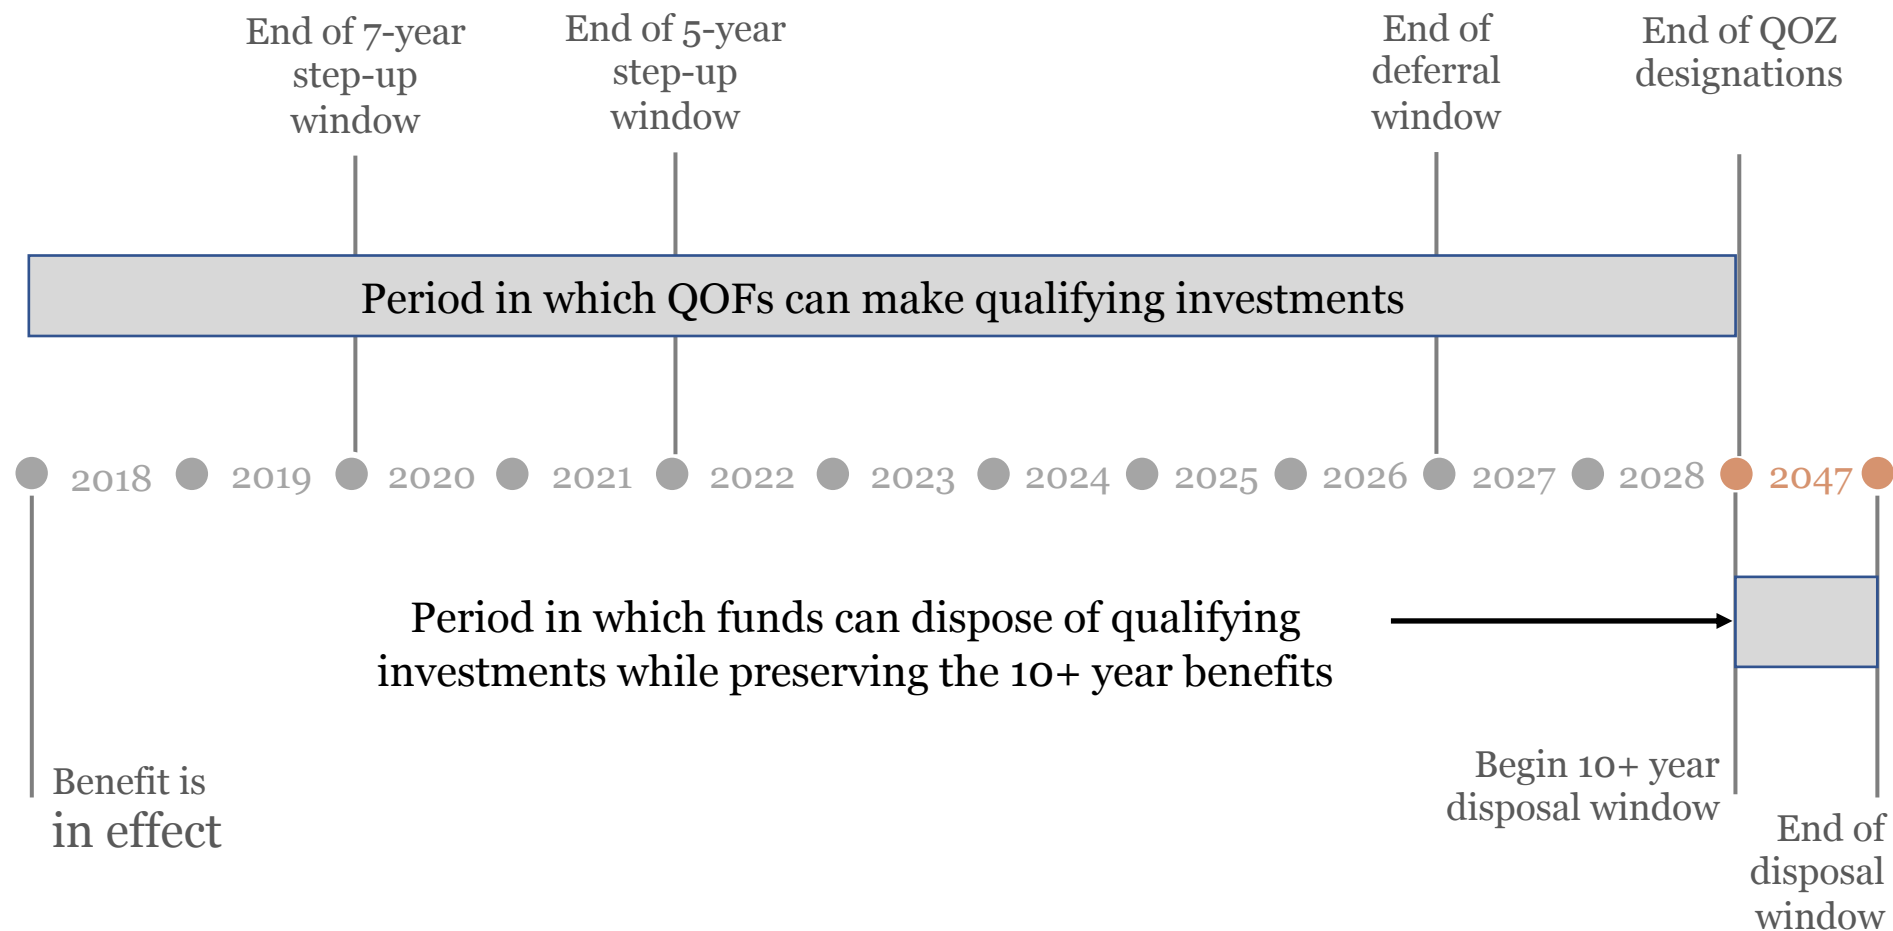 End of 7-year
step-up
window
End of 5-year
step-up
window
End of
deferral
window
End of QOZ
designations
Period in which QOFs can make qualifying investments
2018 2019 2020 2021 2022 2023 2024 2025 2026 2027 2028 2047
Period in which funds can dispose of qualifying
investments while preserving the 10+ year benefits
Benefit is
in effect
Begin 10+ year
disposal window
End of
disposal
window